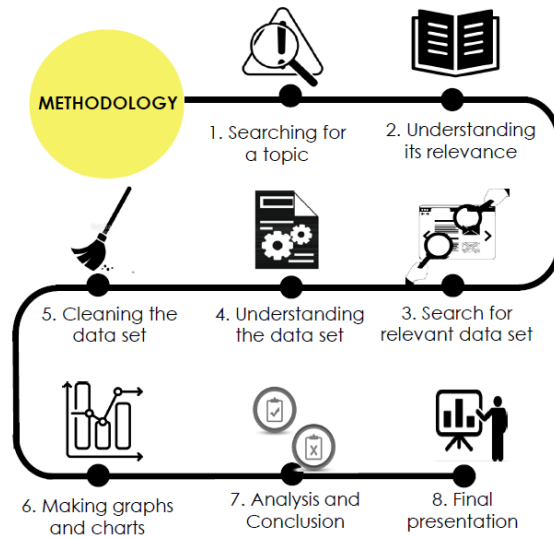 METHODOLOGY
1. Searching for
a topic
2. Understanding
its relevance
3. Search for
relevant data set
4. Understanding
the data set
5. Cleaning the
data set
6. Making graphs
and charts
7. Analysis and
Conclusion
8. Final
presentation